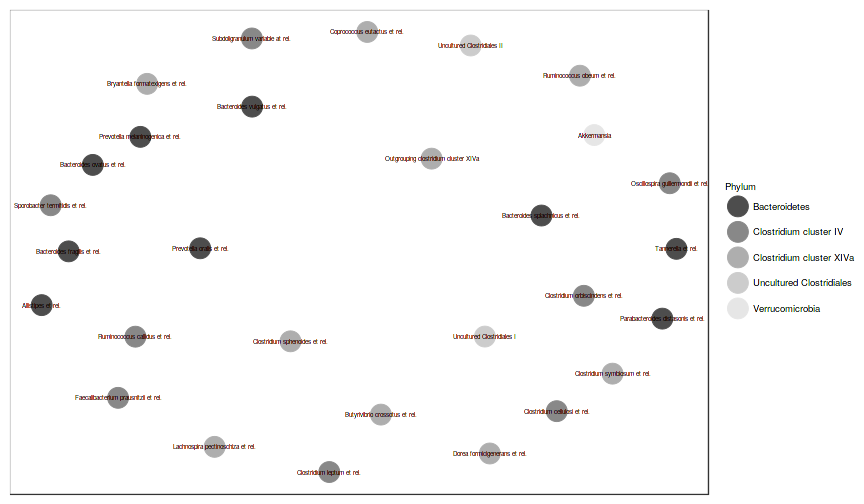 Coprococcus eutactus et rel.
Subdoligranulum variable at rel.
Uncultured Clostridiales II
Ruminococcus obeum et rel.
Bryantella formatexigens et rel.
Bacteroides vulgatus et rel.
Prevotella melaninogenica et rel.
Akkermansia
Outgrouping clostridium cluster XIVa
Bacteroides ovatus et rel.
Oscillospira guillermondii et rel.
Phylum
Sporobacter termitidis et rel.
Bacteroidetes
Bacteroides splachnicus et rel.
Clostridium cluster IV
Prevotella oralis et rel.
Tannerella et rel.
Bacteroides fragilis et rel.
Clostridium cluster XIVa
Uncultured Clostridiales
Clostridium orbiscindens et rel.
Allistipes et rel.
Verrucomicrobia
Parabacteroides distasonis et rel.
Ruminococcus callidus et rel.
Uncultured Clostridiales I
Clostridium sphenoides et rel.
Clostridium symbiosum et rel.
Faecalibacterium prausnitzii et rel.
Clostridium cellulosi et rel.
Butyrivibrio crossotus et rel.
Lachnospira pectinoschiza et rel.
Dorea formicigenerans et rel.
Clostridium leptum et rel.